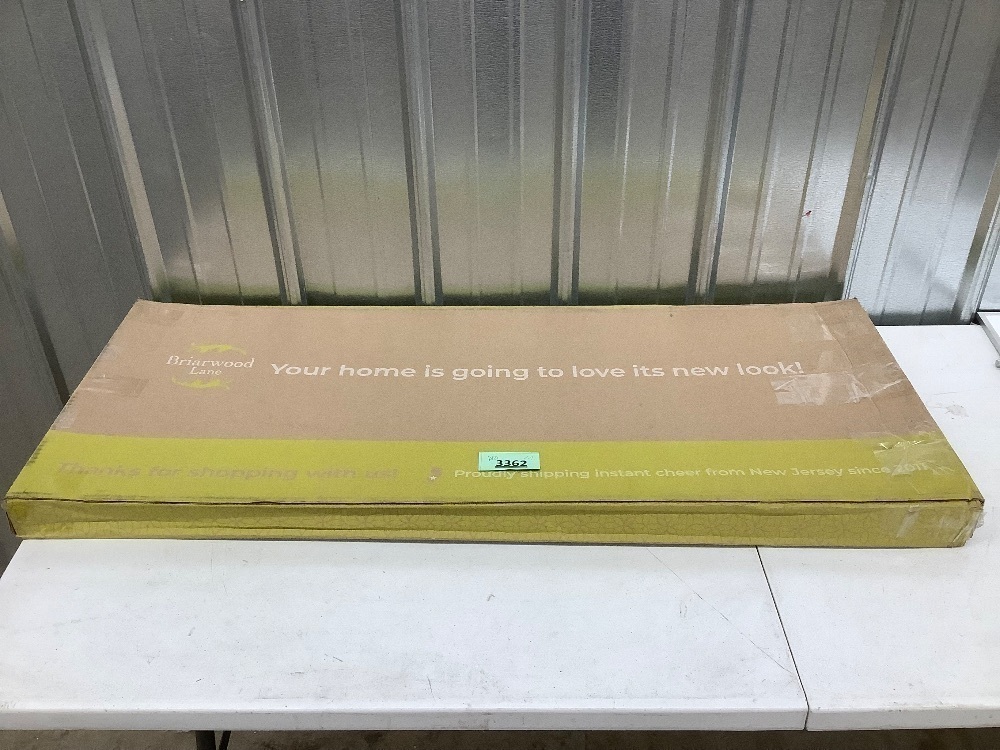 Briarwood
Lane
Your home is going to love its new look!
Thanks for shopping with us!
3362
Proudly shipping instant cheer from New Jersey since 2011